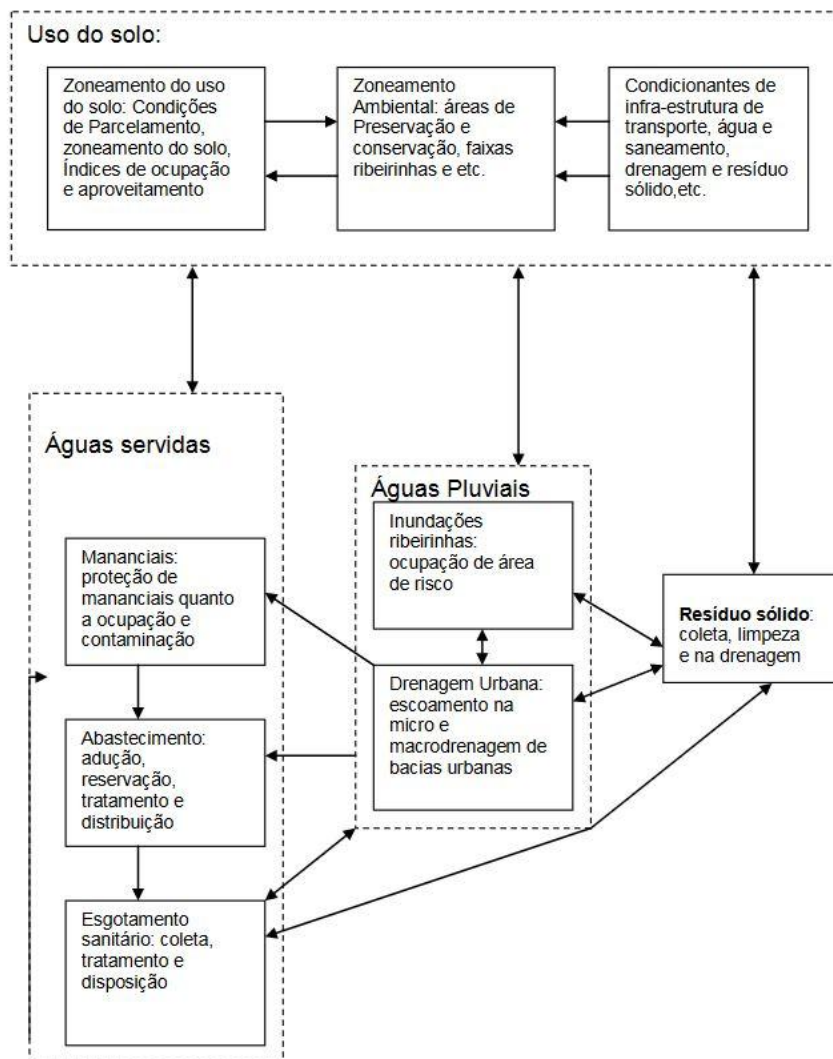 Uso do solo:
Zoneamento do uso
do solo: Condições
de Parcelamento,
zoneamento do solo,
Índices de ocupação
e aproveitamento
Zoneamento
Ambiental: áreas de
Preservação e
conservação, faixas
ribeirinhas e etc.
Condicionantes de
infra-estrutura de
transporte, água e
saneamento,
drenagem e resíduo
sólido,etc.
Águas servidas
Mananciais:
proteção de
mananciais quanto
a ocupação e
contaminação
Abastecimento:
adução,
reservação,
tratamento e
distribuição
Esgotamento
sanitário: coleta,
tratamento e
disposição
Águas Pluviais
Inundações
ribeirinhas:
ocupação de área
de risco
Drenagem Urbana:
escoamento na
micro e
macrodrenagem de
bacias urbanas
Resíduo sólido:
coleta, limpeza
e na drenagem